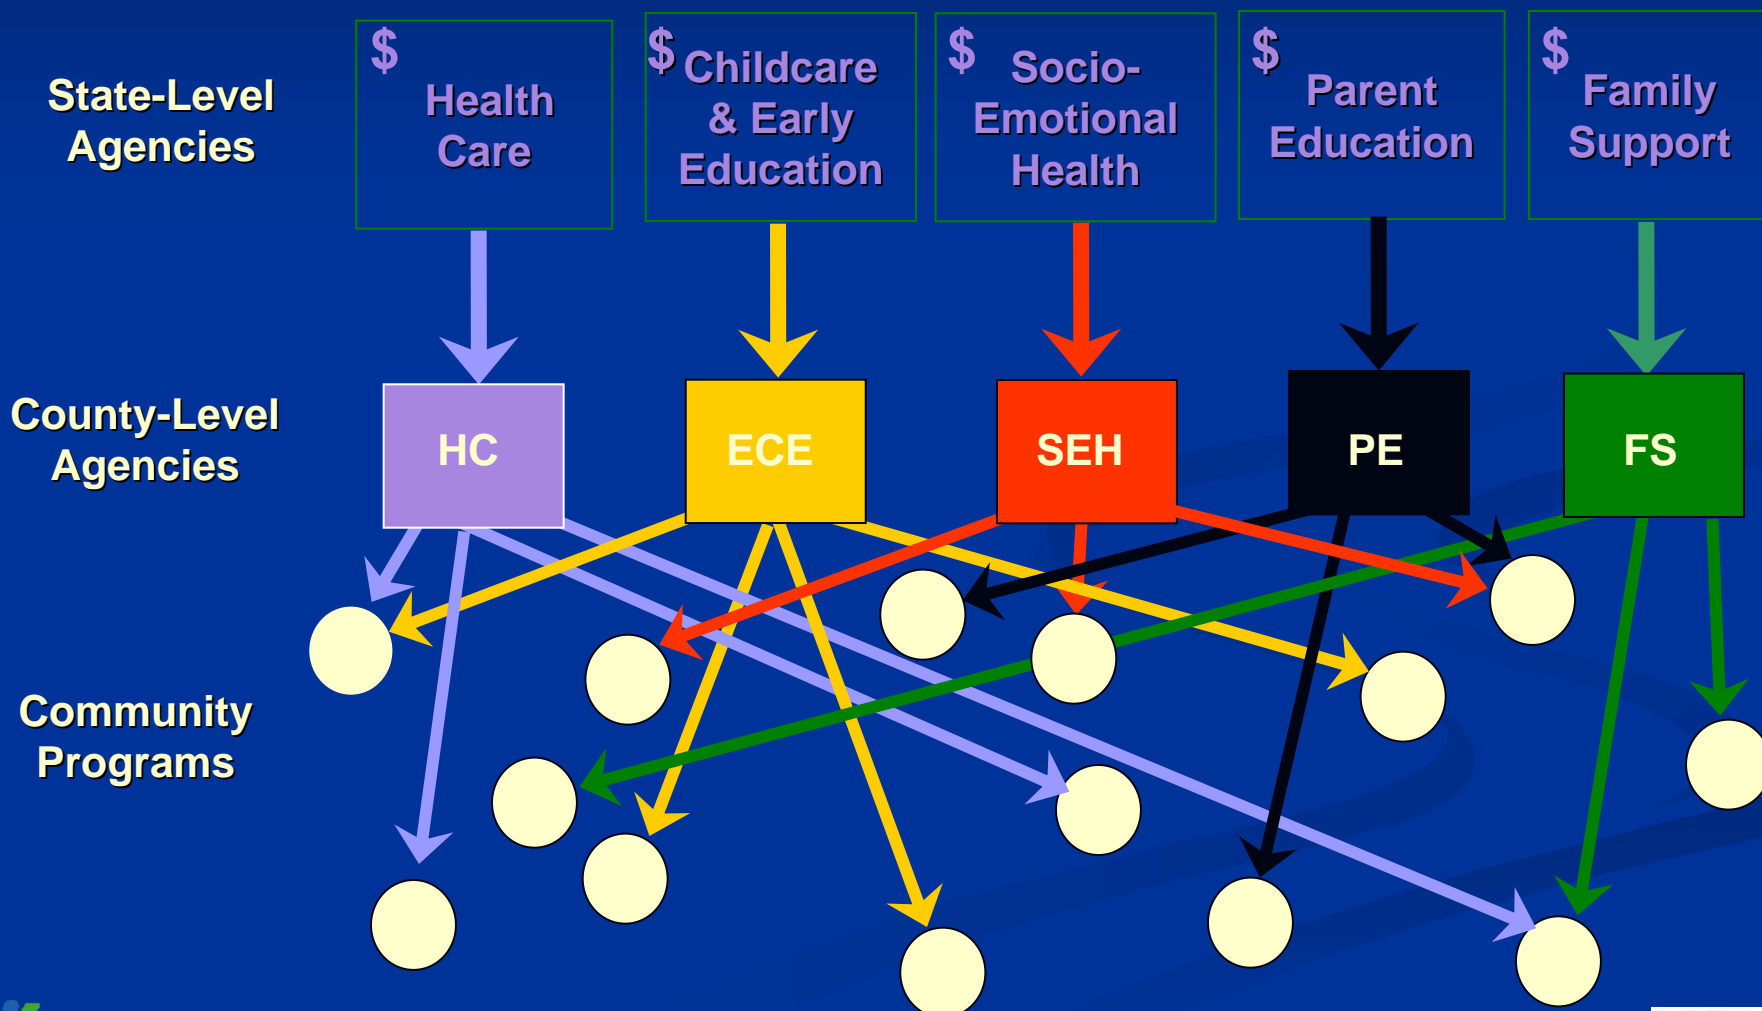 State-Level
Agencies
$
Health
Care
$
Childcare
& Early
Education
$
Socio-
Emotional
Health
$
Parent
Education
$
Family
Support
County-Level
Agencies
HC
ECE
SEH
PE
FS
Community
Programs